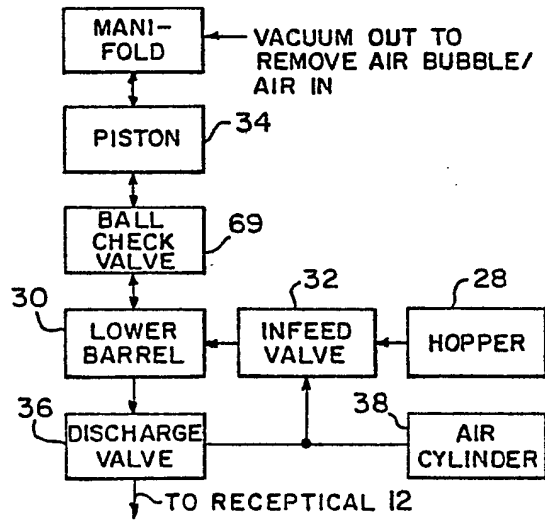 MANI-
FOLD
VACUUM OUT TO
REMOVE AIR BUBBLE/
AIR IN
PISTON
34
BALL
CHECK
VALVE
69
30
LOWER
BARREL
32
INFEED
VALVE
28
HOPPER
36
DISCHARGE
VALVE
38
AIR
CYLINDER
TO RECEPTICAL 12